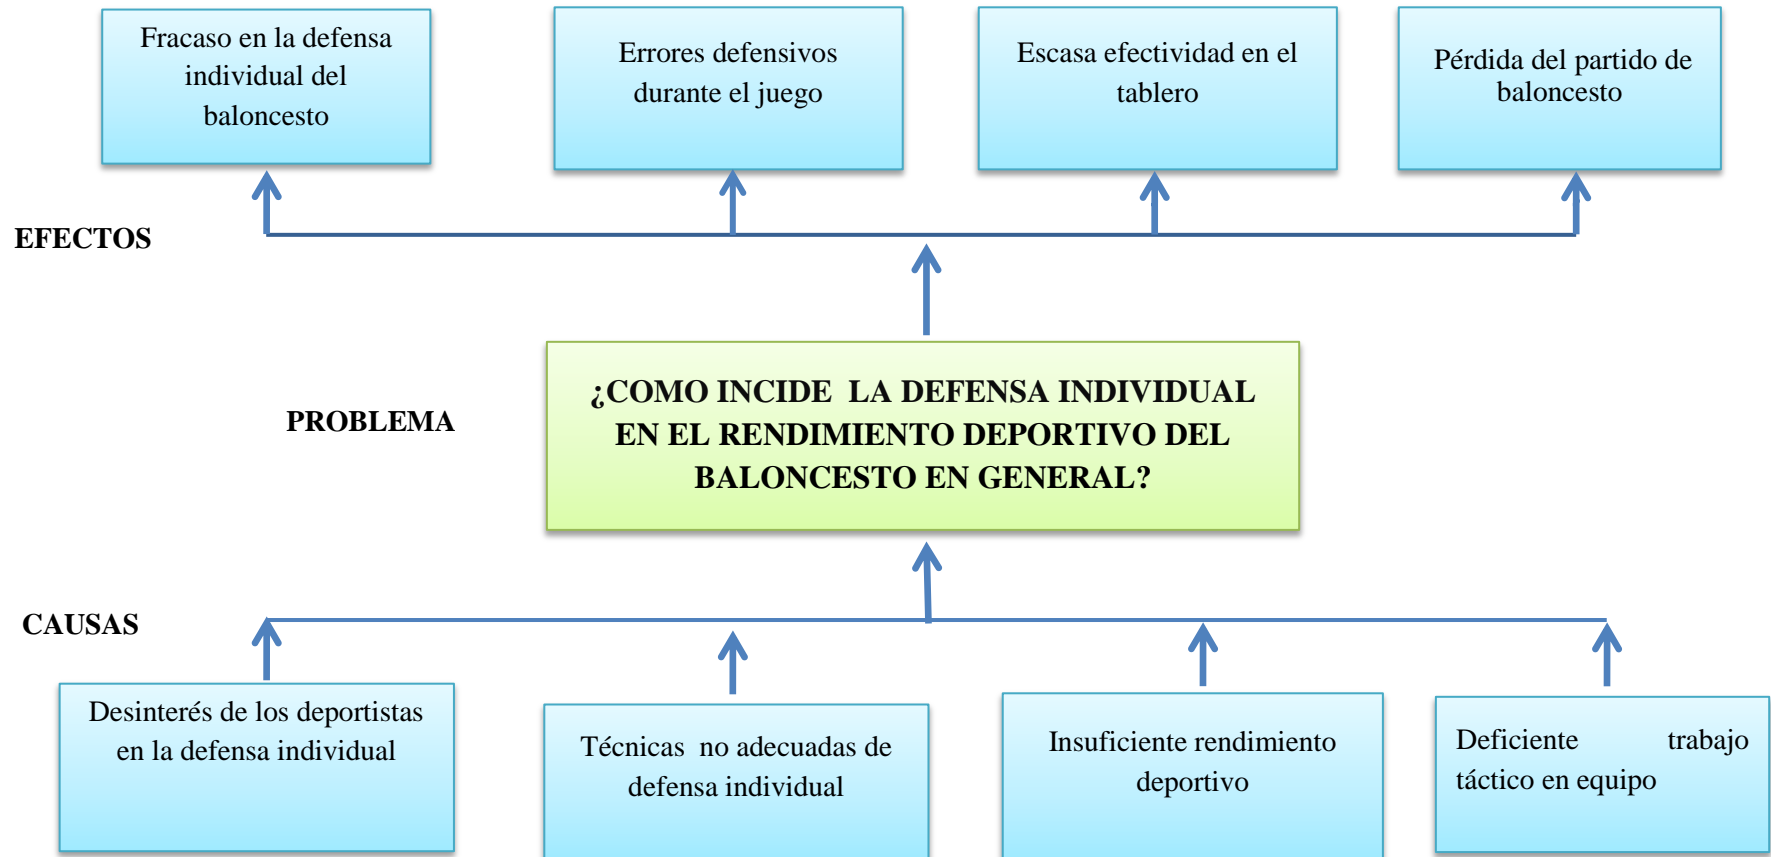 Fracaso en la defensa
individual del
baloncesto
Errores defensivos
durante el juego
Escasa efectividad en el
tablero
Pérdida del partido de
baloncesto
EFECTOS
PROBLEMA
¿COMO INCIDE LA DEFENSA INDIVIDUAL
EN EL RENDIMIENTO DEPORTIVO DEL
BALONCESTO EN GENERAL?
CAUSAS
Desinterés de los deportistas
en la defensa individual
Técnicas no adecuadas de
defensa individual
Insuficiente rendimiento
deportivo
Deficiente trabajo
táctico en equipo